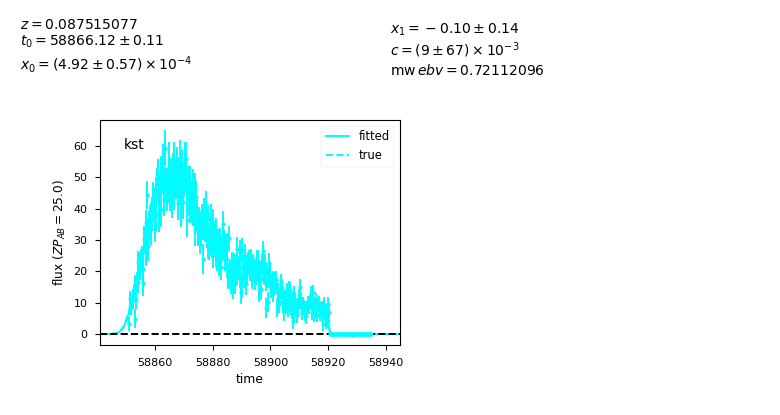 z = 0.087515077
t₀ = 58866.12 ± 0.11
x₀ = (4.92 ± 0.57) × 10⁻⁴
x₁ = −0.10 ± 0.14
c = (9 ± 67) × 10⁻³
mw ebv = 0.72112096
kst
fitted
true
flux (ZP_AB = 25.0)
60
50
40
30
20
10
0
58860 58880 58900 58920 58940
time